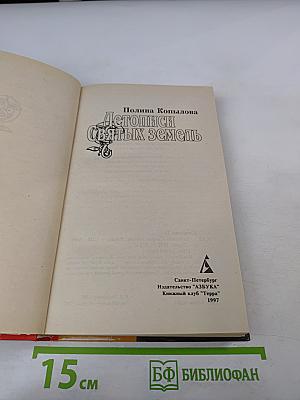 Полина Копылова
Летописи
Святых земель
Санкт-Петербург
Издательство "АЗБУКА"
Книжный клуб "Терра"
1997
15 см
БФ БИБЛИОФАН